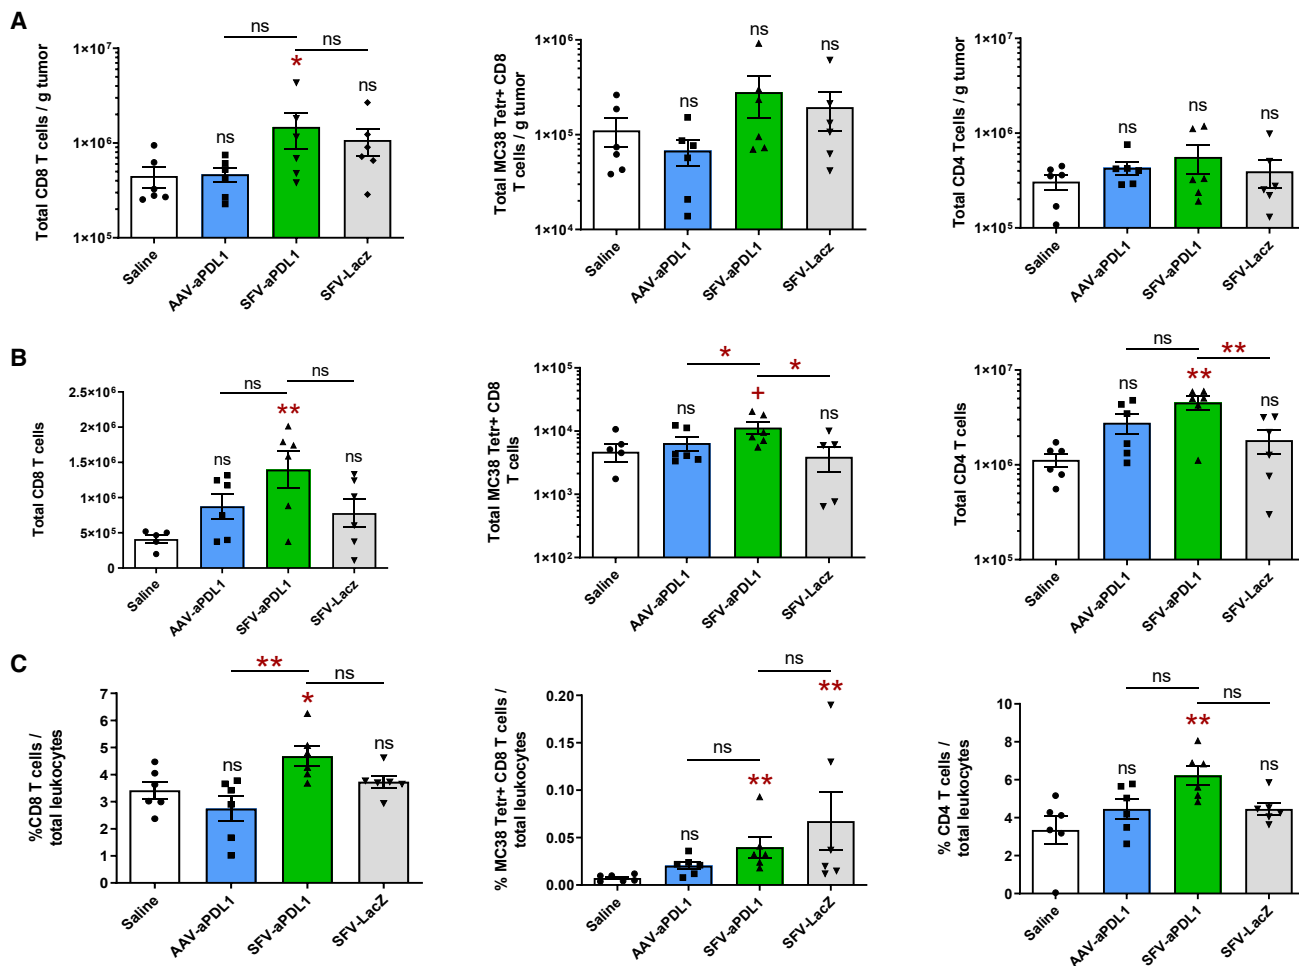 A
Total CD8 T cells / g tumor
1×10⁷
1×10⁶
1×10⁵
ns
ns
ns
*
ns
Saline
AAV-aPDL1
SFV-aPDL1
SFV-Lacz
Total MC38 Tetr+ CD8
T cells / g tumor
1×10⁶
1×10⁵
1×10⁴
ns
ns
ns
Saline
AAV-aPDL1
SFV-aPDL1
SFV-Lacz
Total CD4 Tcells / g tumor
1×10⁷
1×10⁶
1×10⁵
ns
ns
ns
Saline
AAV-aPDL1
SFV-aPDL1
SFV-Lacz
B
Total CD8 T cells
2.5×10⁶
2×10⁶
1.5×10⁶
1×10⁶
5×10⁵
0
ns
ns
ns
**
ns
Saline
AAV-aPDL1
SFV-aPDL1
SFV-Lacz
Total MC38 Tetr+ CD8
T cells
1×10⁵
1×10⁴
1×10³
1×10²
*
*
ns
+
ns
Saline
AAV-aPDL1
SFV-aPDL1
SFV-Lacz
Total CD4 T cells
1×10⁷
1×10⁶
1×10⁵
ns
**
ns
**
ns
Saline
AAV-aPDL1
SFV-aPDL1
SFV-Lacz
C
%CD8 T cells /
total leukocytes
7
6
5
4
3
2
1
0
**
ns
ns
*
ns
Saline
AAV-aPDL1
SFV-aPDL1
SFV-LacZ
% MC38 Tetr+ CD8 T cells /
total leukocytes
0.20
0.15
0.10
0.05
0.00
ns
ns
ns
**
**
Saline
AAV-aPDL1
SFV-aPDL1
SFV-LacZ
% CD4 T cells /
total leukocytes
10
8
6
4
2
0
ns
ns
ns
**
ns
Saline
AAV-aPDL1
SFV-aPDL1
SFV-LacZ